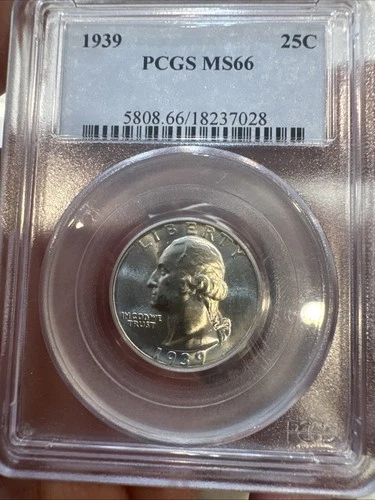 1939 25C
PCGS MS66
5808.66/18237028
LIBERTY
IN GOD WE
TRUST
1939